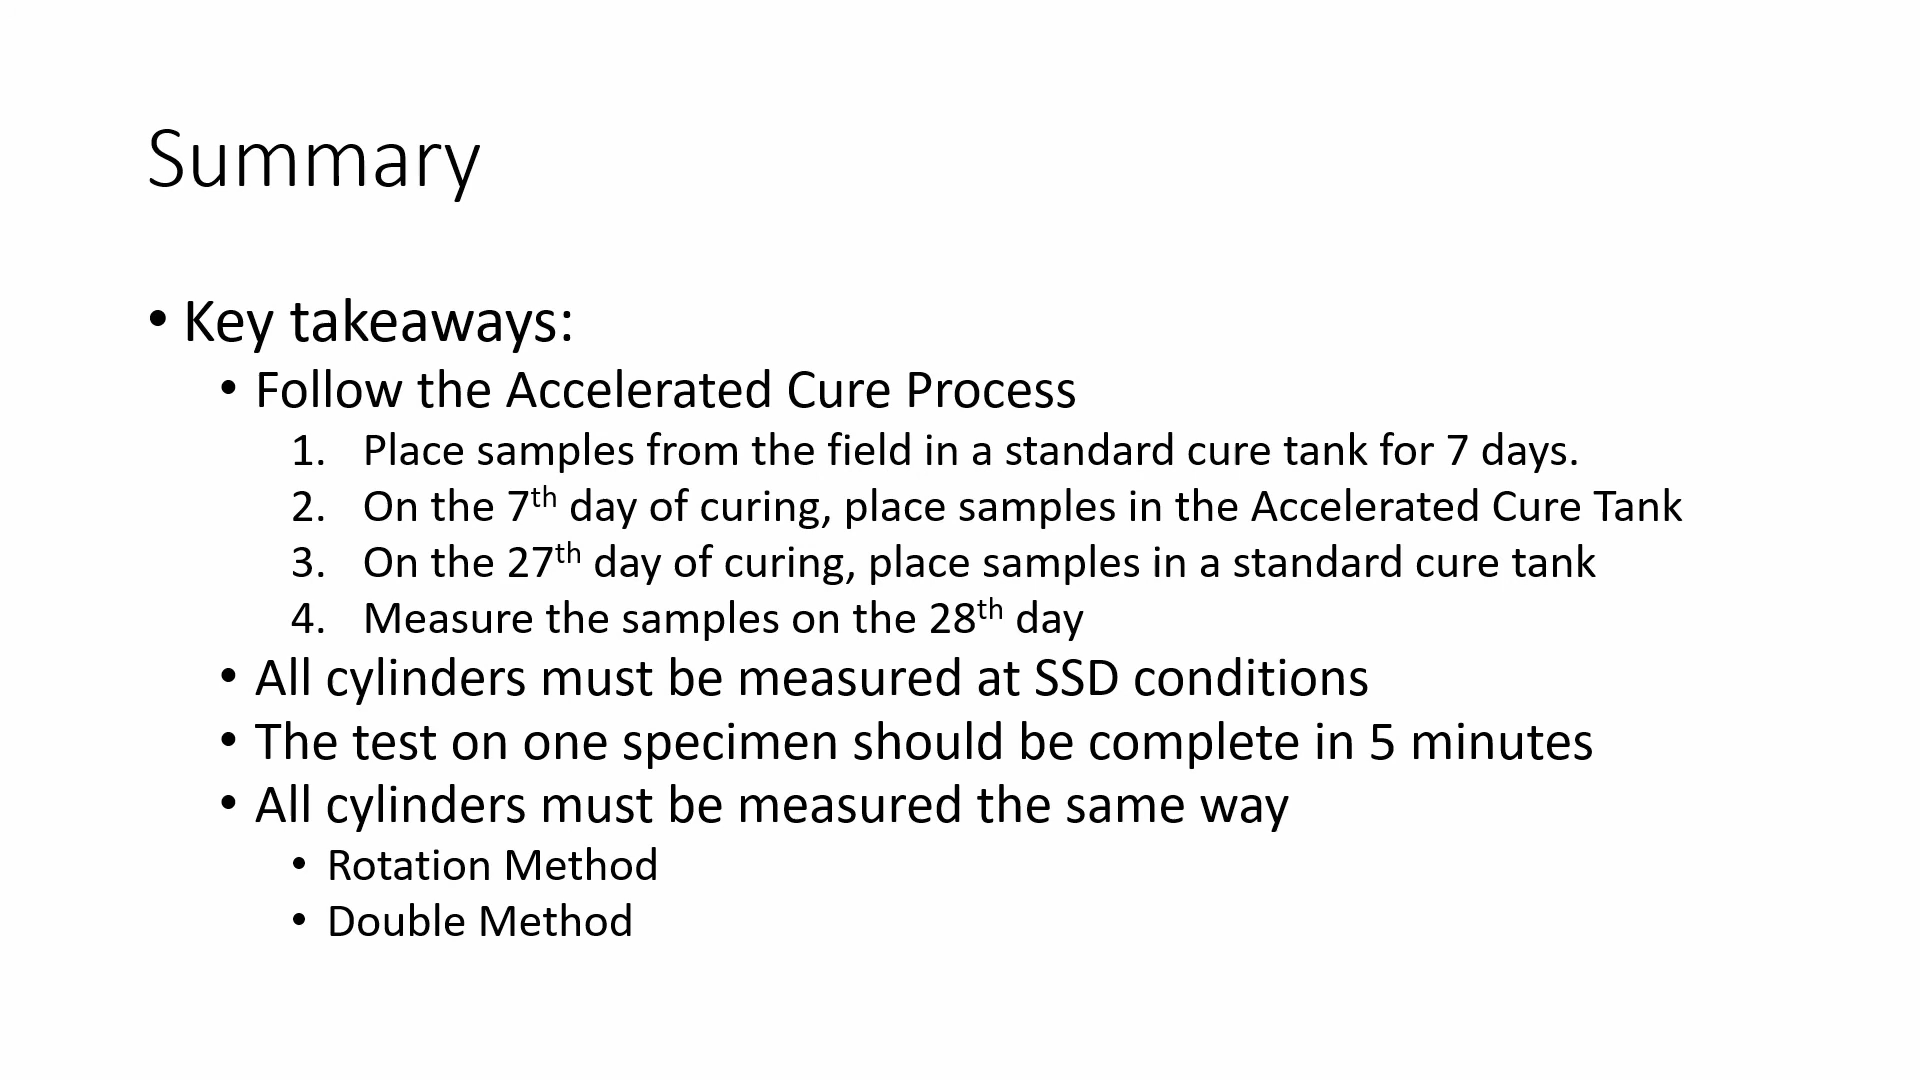 Summary
• Key takeaways:
• Follow the Accelerated Cure Process
1. Place samples from the field in a standard cure tank for 7 days.
2. On the 7th day of curing, place samples in the Accelerated Cure Tank
3. On the 27th day of curing, place samples in a standard cure tank
4. Measure the samples on the 28th day
• All cylinders must be measured at SSD conditions
• The test on one specimen should be complete in 5 minutes
• All cylinders must be measured the same way
• Rotation Method
• Double Method